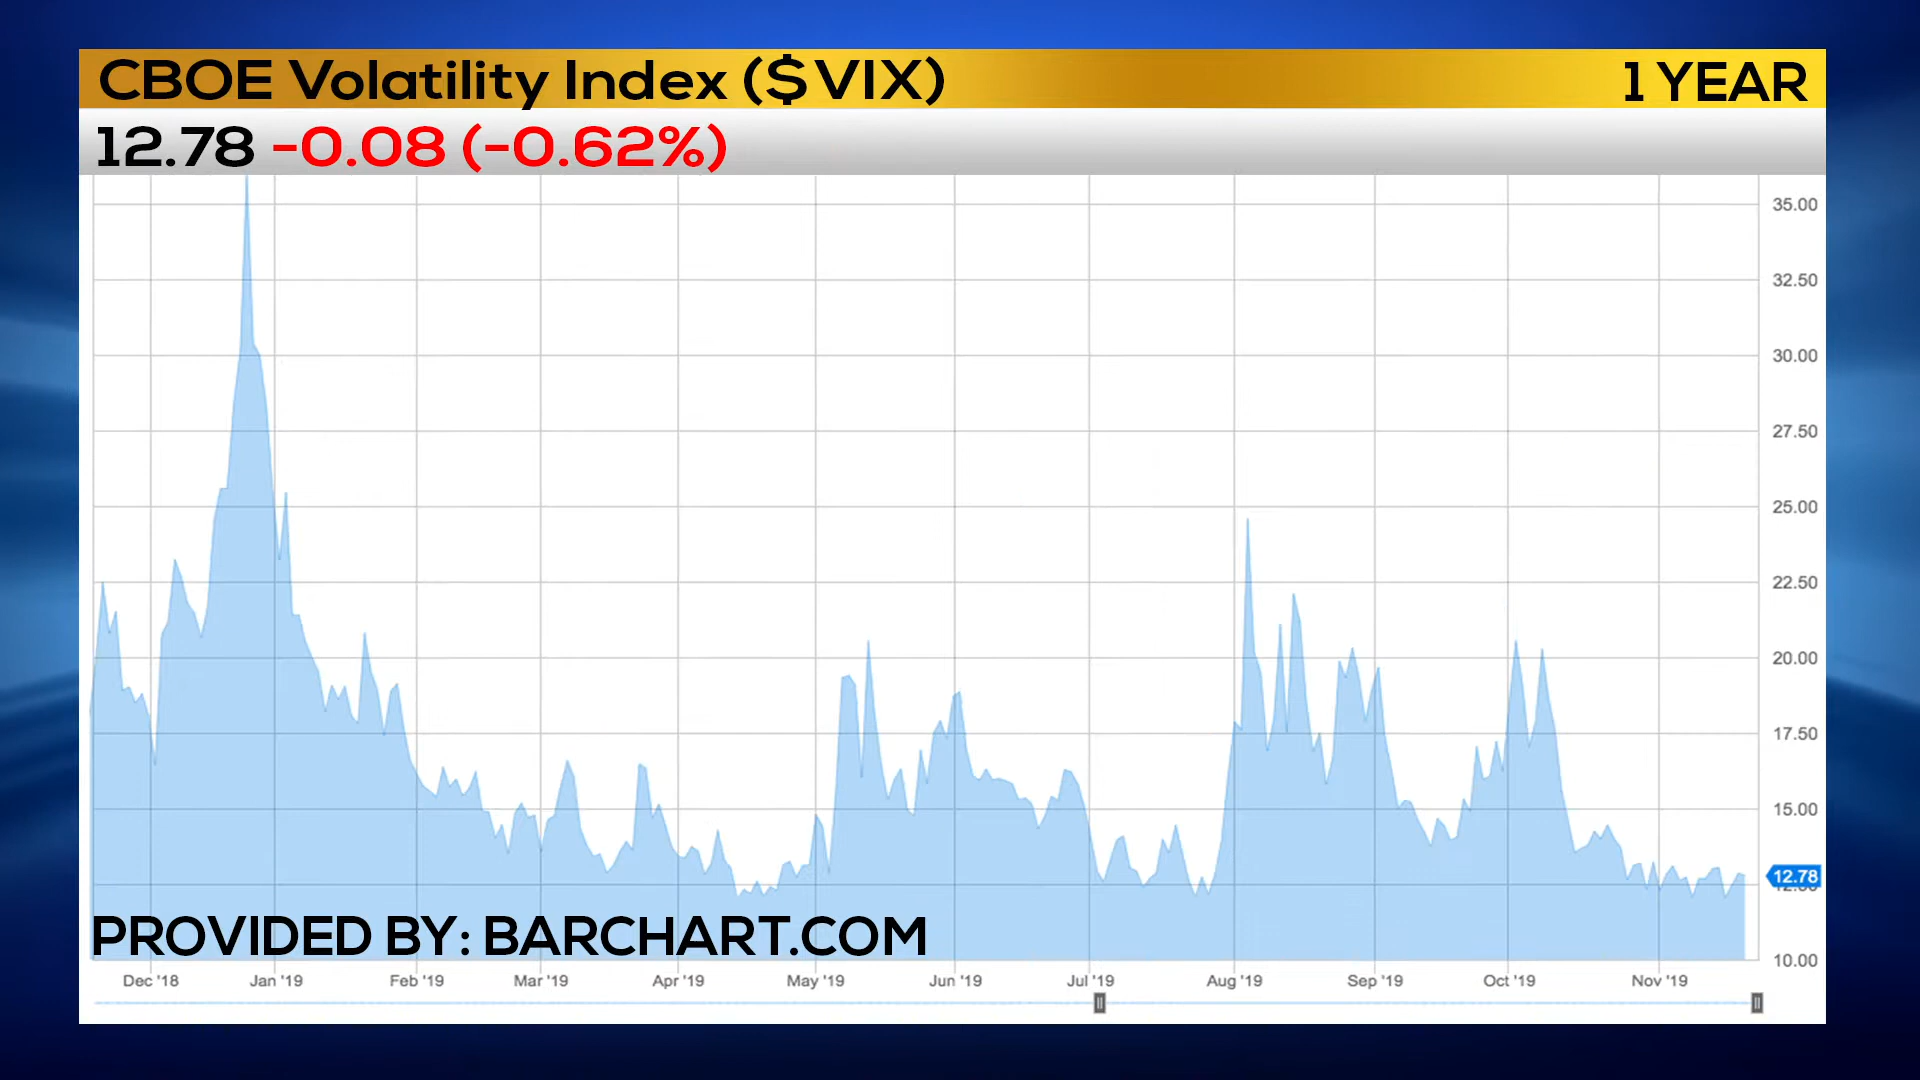 CBOE Volatility Index ($VIX) 1 YEAR
12.78 -0.08 (-0.62%)
35.00
32.50
30.00
27.50
25.00
22.50
20.00
17.50
15.00
12.78
PROVIDED BY: BARCHART.COM
10.00
Dec '18 Jan '19 Feb '19 Mar '19 Apr '19 May '19 Jun '19 Jul '19 Aug '19 Sep '19 Oct '19 Nov '19